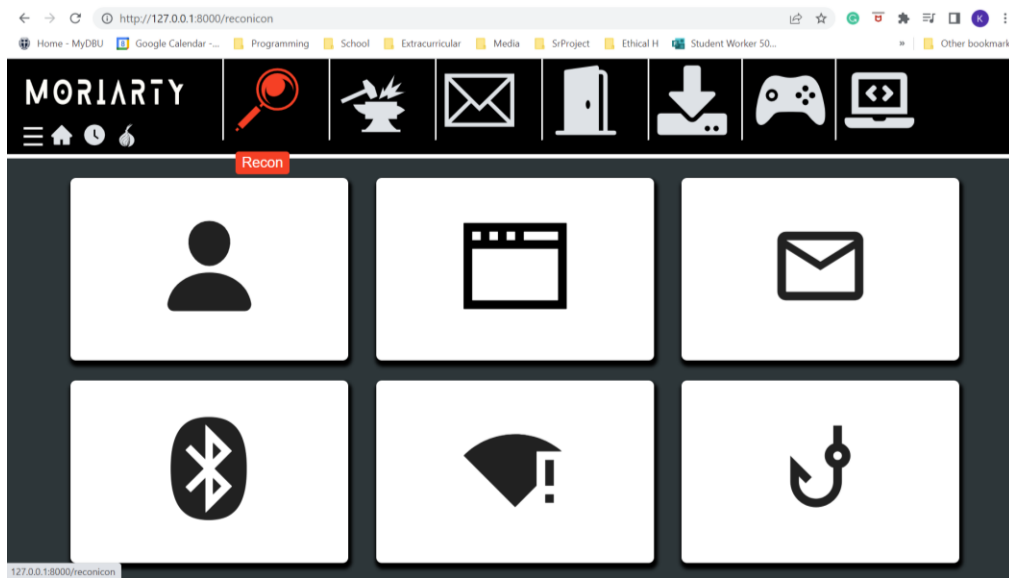 http://127.0.0.1:8000/reconicon
K
Home - MyDBU Google Calendar -... Programming School Extracurricular Media SrProject Ethical H Student Worker 50... » Other bookmark
MORIARTY
Recon
127.0.0.1:8000/reconicon